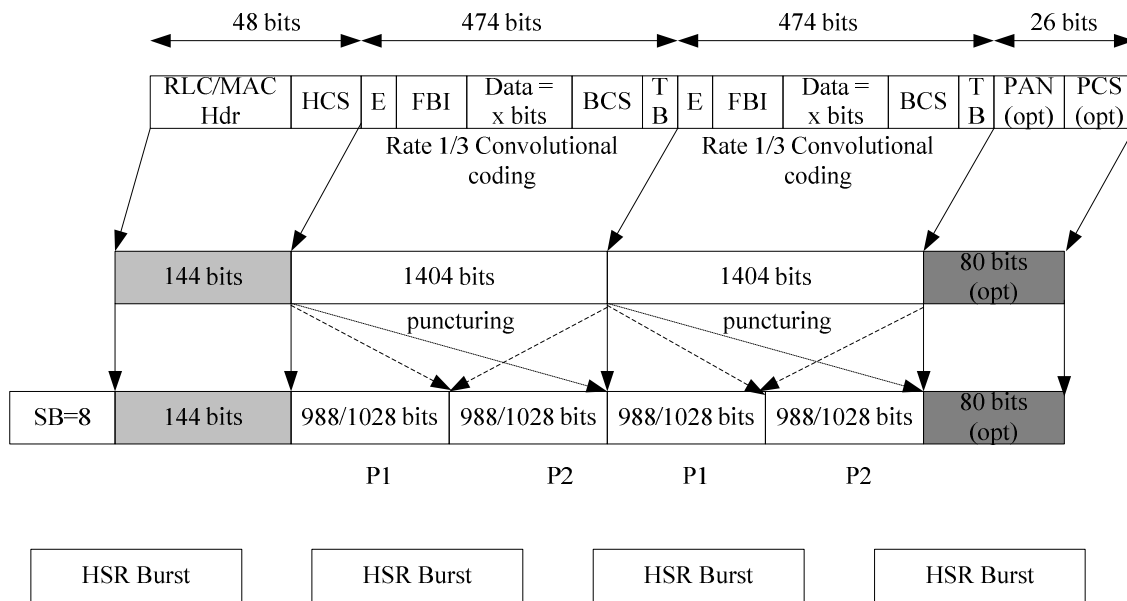 48 bits
474 bits
474 bits
26 bits
RLC/MAC
Hdr
HCS
E
FBI
Data =
x bits
BCS
T
B
E
FBI
Data =
x bits
BCS
T
B
PAN
(opt)
PCS
(opt)
Rate 1/3 Convolutional
coding
Rate 1/3 Convolutional
coding
144 bits
1404 bits
1404 bits
80 bits
(opt)
puncturing
puncturing
SB=8
144 bits
988/1028 bits
988/1028 bits
988/1028 bits
988/1028 bits
80 bits
(opt)
P1
P2
P1
P2
HSR Burst
HSR Burst
HSR Burst
HSR Burst